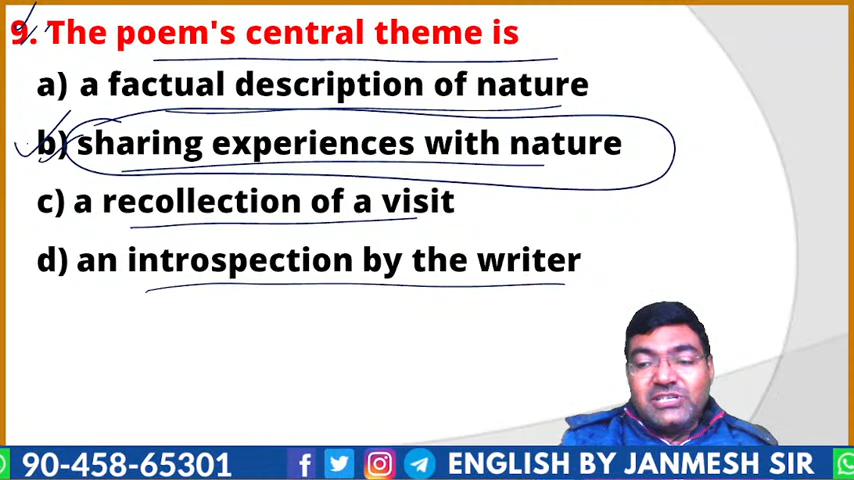 9. The poem's central theme is
a) a factual description of nature
b) sharing experiences with nature
c) a recollection of a visit
d) an introspection by the writer
90-458-65301 ENGLISH BY JANMESH SIR